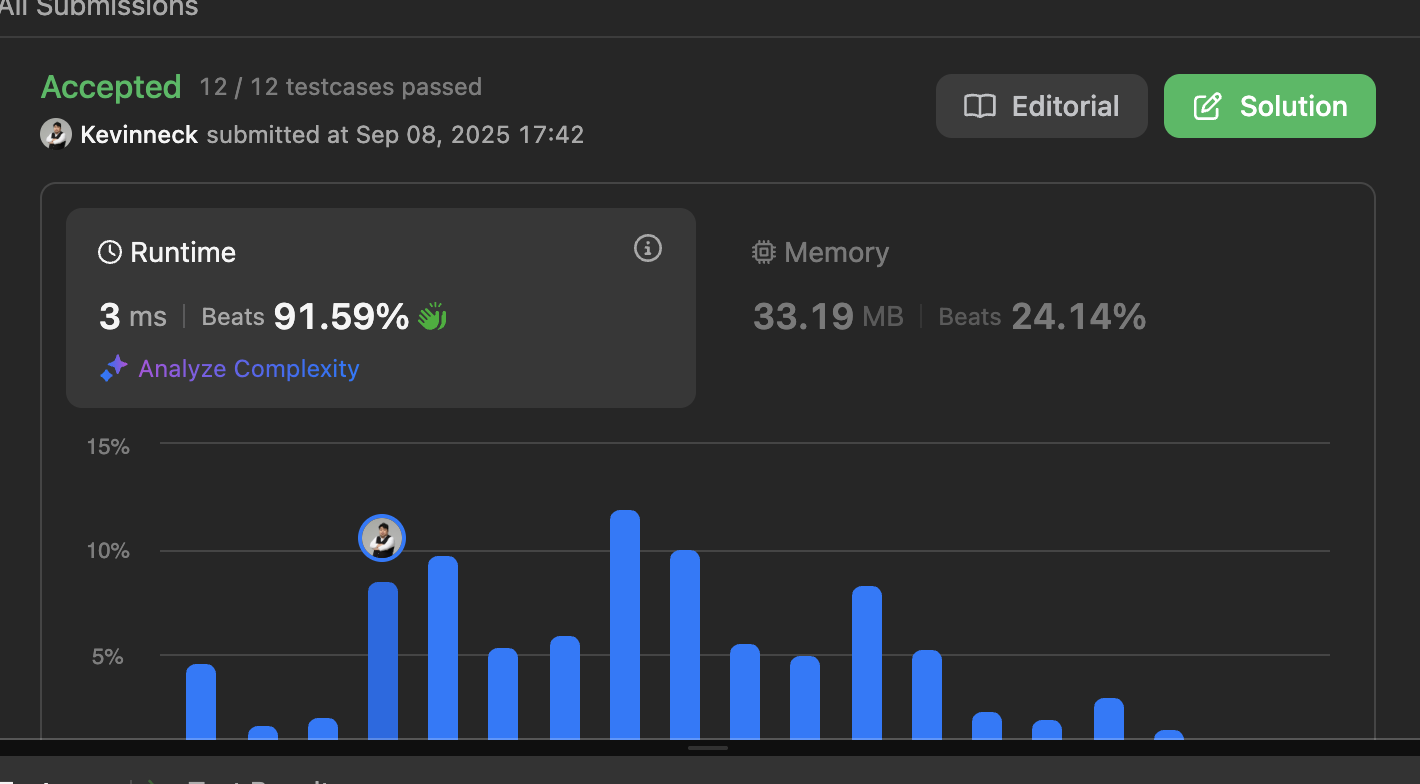 All Submissions
Accepted 12 / 12 testcases passed
Kevinneck submitted at Sep 08, 2025 17:42
Editorial
Solution
Runtime
3 ms | Beats 91.59%
Analyze Complexity
Memory
33.19 MB | Beats 24.14%
15%
10%
5%